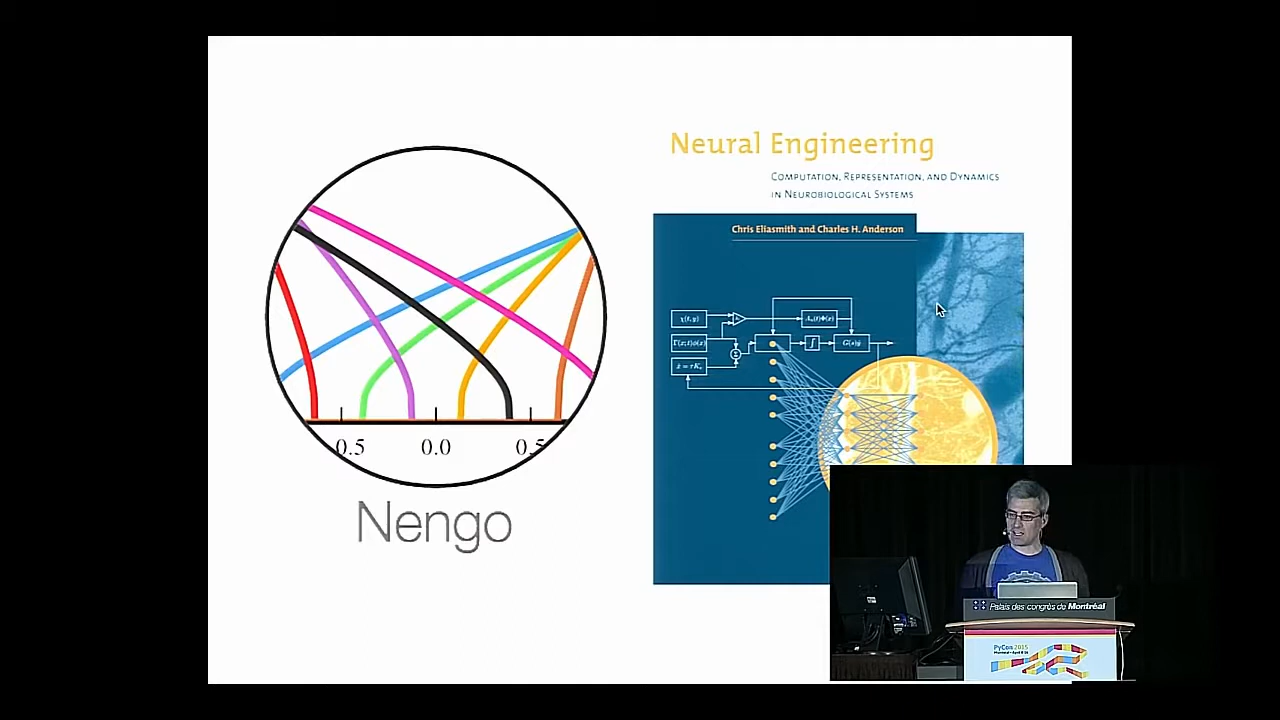 Neural Engineering
COMPUTATION, REPRESENTATION, AND DYNAMICS
IN NEUROBIOLOGICAL SYSTEMS
Chris Eliasmith and Charles H. Anderson
0.5
0.0
0.5
Nengo
Palais des congrès de Montréal
PyCon 2015